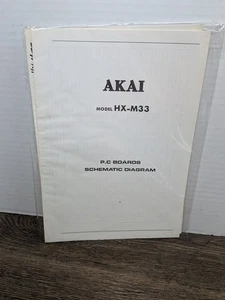 AKAI
MODEL HX-M33
P.C BOARDS
SCHEMATIC DIAGRAM